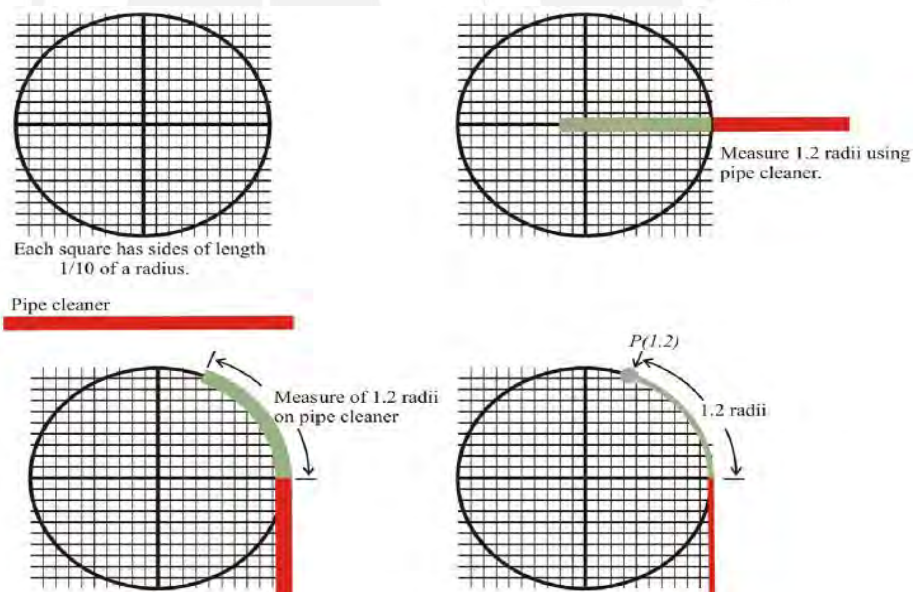 Measure 1.2 radii using
pipe cleaner.
Each square has sides of length
1/10 of a radius.
Pipe cleaner
Measure of 1.2 radii
on pipe cleaner
P(1.2)
1.2 radii